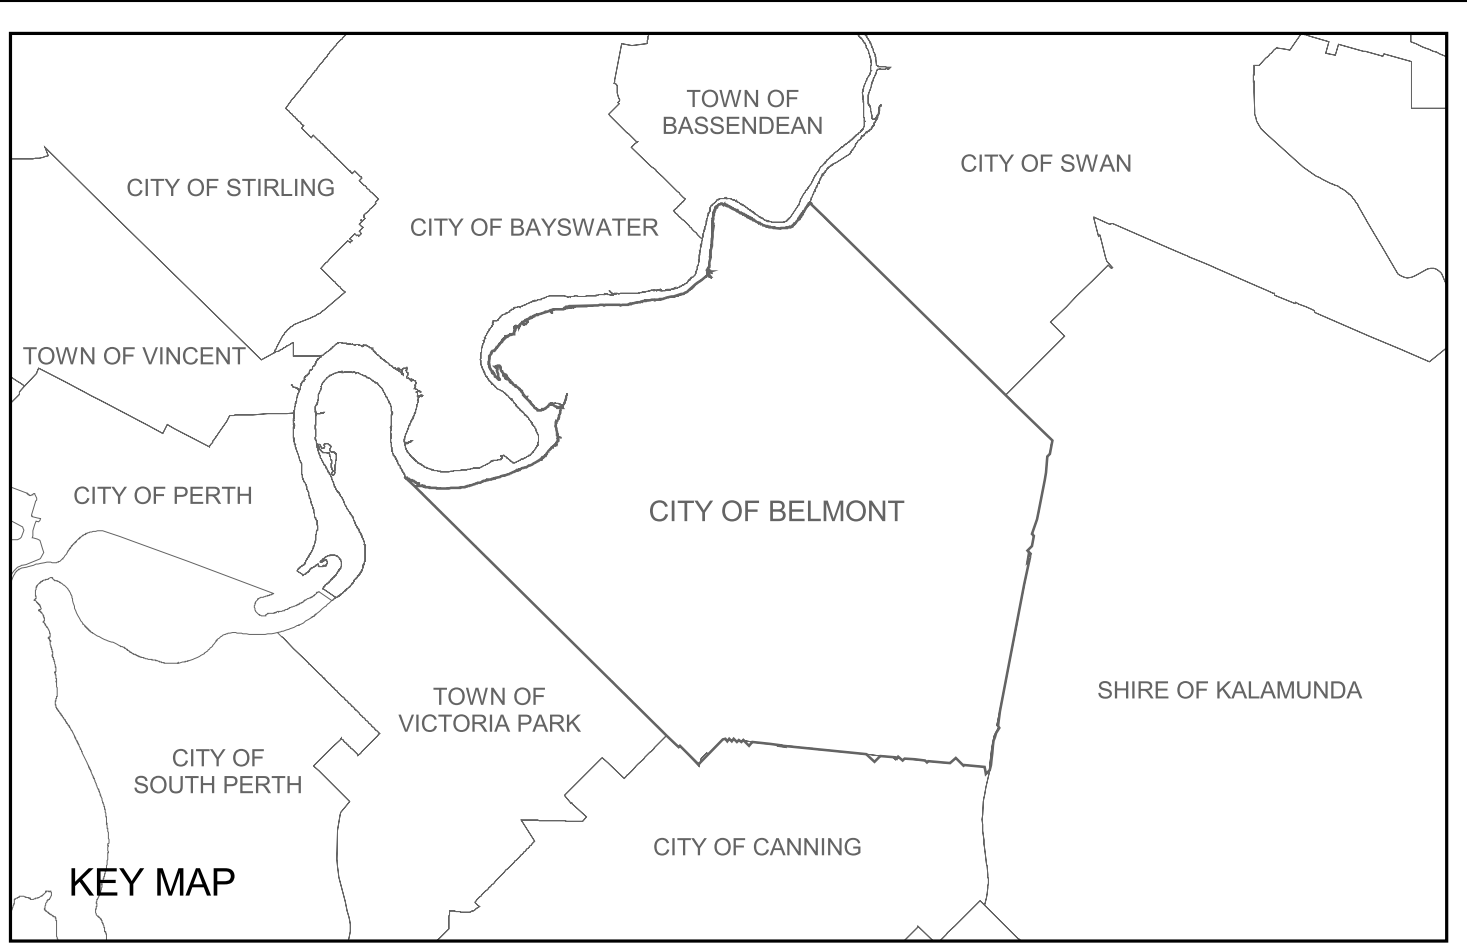 TOWN OF
BASSENDEAN
CITY OF SWAN
CITY OF STIRLING
CITY OF BAYSWATER
TOWN OF VINCENT
CITY OF PERTH
CITY OF BELMONT
SHIRE OF KALAMUNDA
TOWN OF
VICTORIA PARK
CITY OF
SOUTH PERTH
CITY OF CANNING
KEY MAP